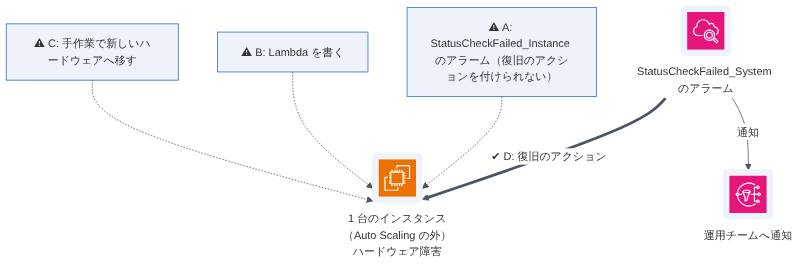 ⚠ C: 手作業で新しいハ
ードウェアへ移す
⚠ B: Lambda を書く
⚠ A:
StatusCheckFailed_Instance
のアラーム（復旧のアクシ
ョンを付けられない）
StatusCheckFailed_System
のアラーム
通知
✔ D: 復旧のアクション
1 台のインスタンス
（Auto Scaling の外）
ハードウェア障害
運用チームへ通知